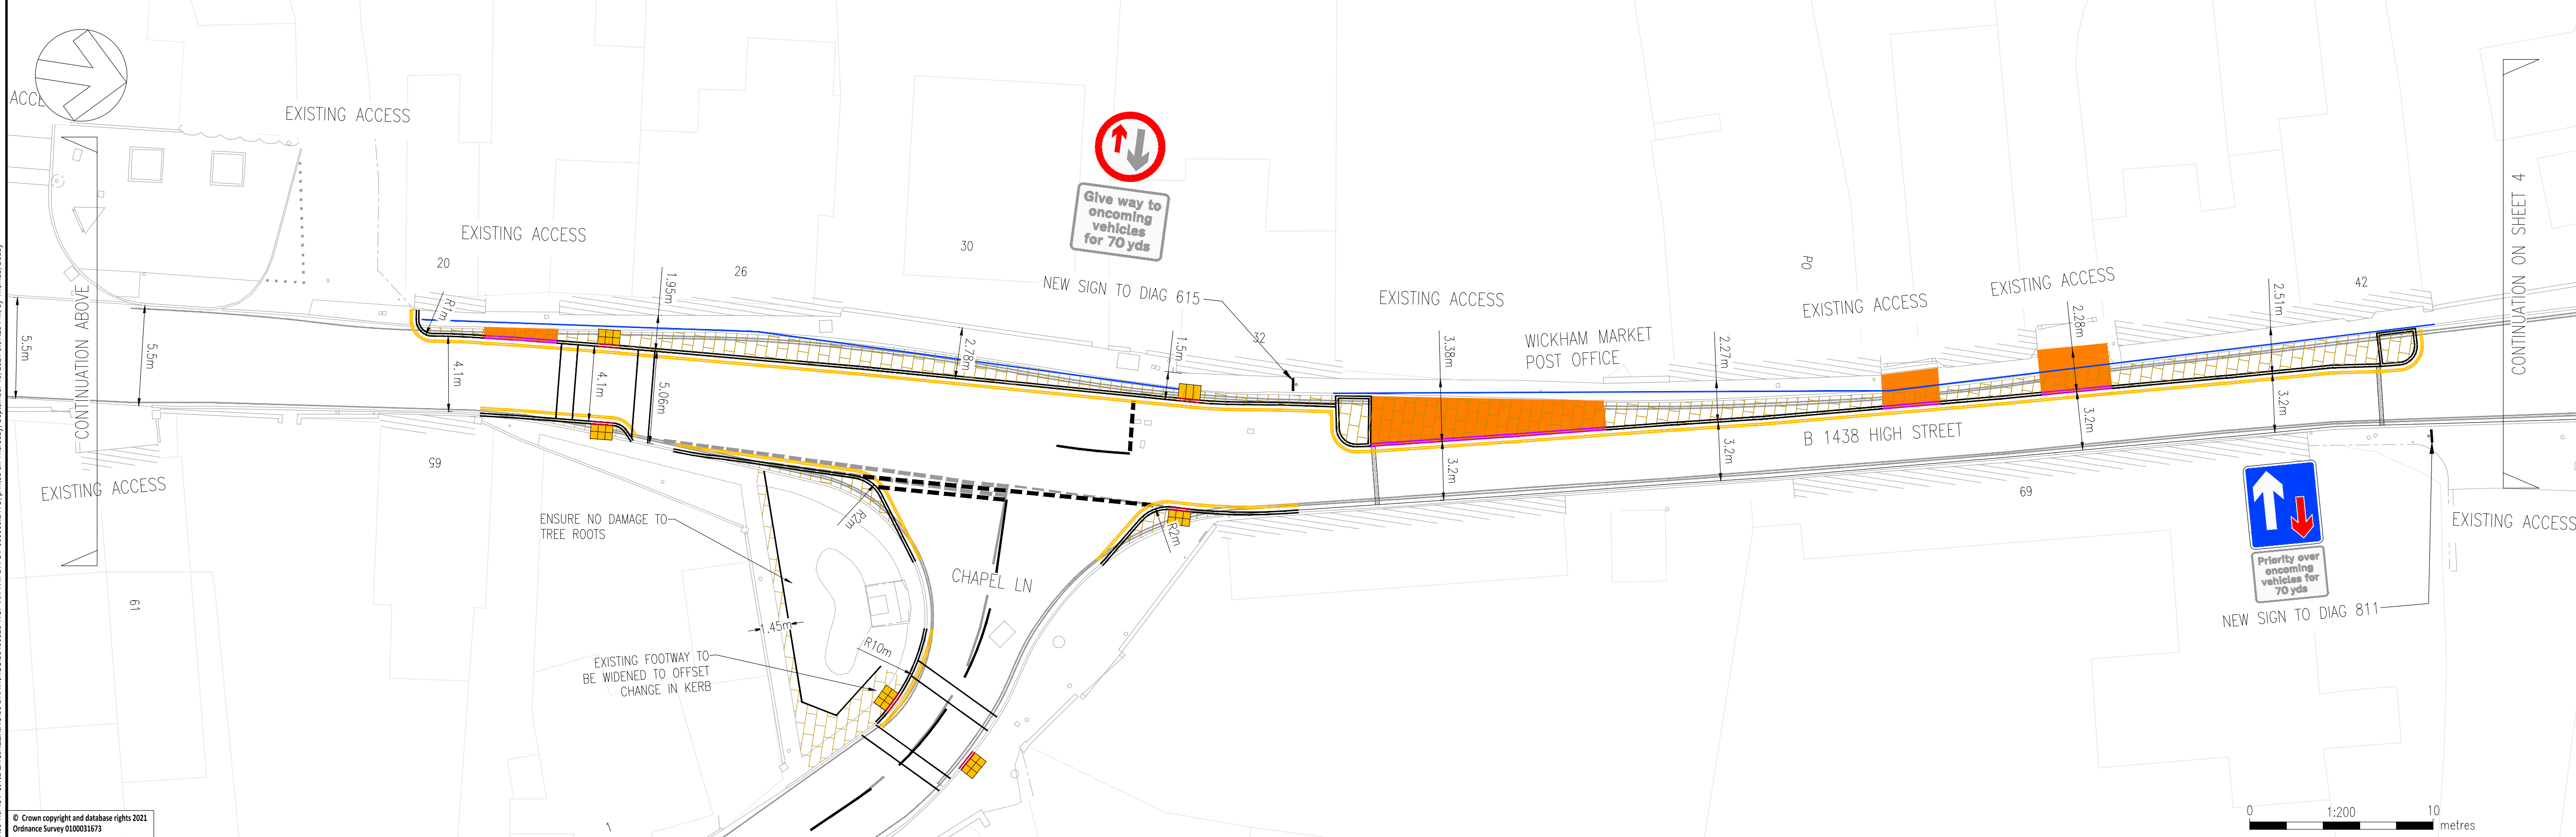 ACCE
EXISTING ACCESS
EXISTING ACCESS
20
26
30
Give way to
oncoming
vehicles
for 70 yds
NEW SIGN TO DIAG 615
32
EXISTING ACCESS
WICKHAM MARKET
POST OFFICE
PO
EXISTING ACCESS
EXISTING ACCESS
42
CONTINUATION ON SHEET 4
CONTINUATION ABOVE
5.5m
5.5m
R1m
4.1m
4.1m
1.95m
5.06m
2.78m
1.5m
3.38m
3.2m
2.27m
3.2m
2.28m
3.2m
2.51m
3.2m
B 1438 HIGH STREET
EXISTING ACCESS
65
61
ENSURE NO DAMAGE TO
TREE ROOTS
R2m
R2m
CHAPEL LN
1.45m
R10m
EXISTING FOOTWAY TO
BE WIDENED TO OFFSET
CHANGE IN KERB
69
Priority over
oncoming
vehicles for
70 yds
NEW SIGN TO DIAG 811
EXISTING ACCESS
1
© Crown copyright and database rights 2021
Ordnance Survey 0100031673
0 1:200 10
metres